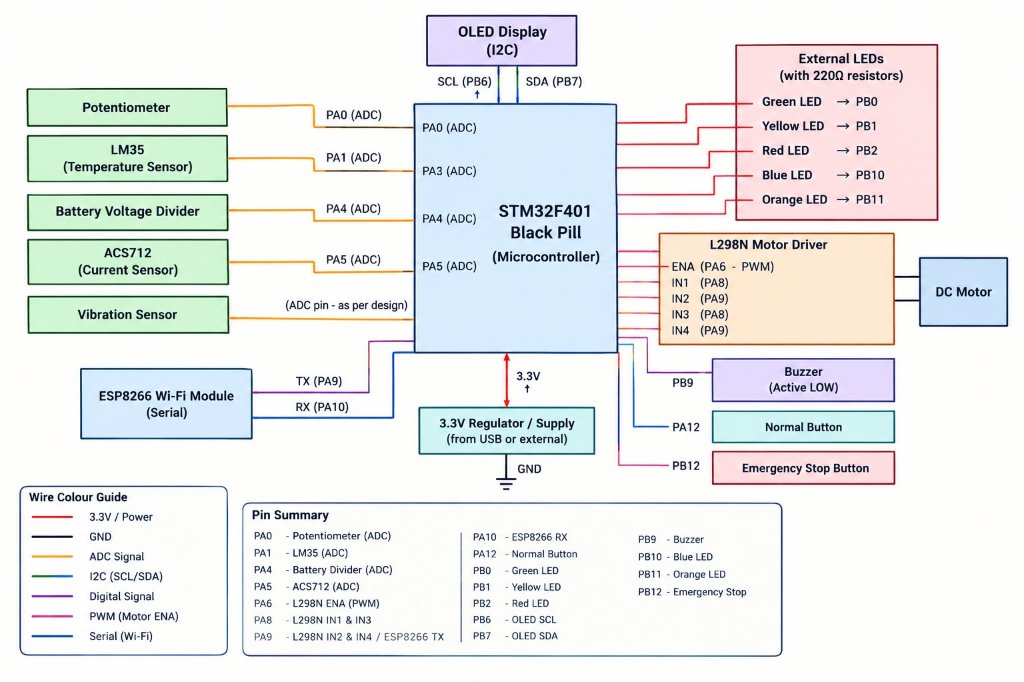 OLED Display
(I2C)
SCL (PB6)
↑
SDA (PB7)
Potentiometer
PA0 (ADC)
PA0 (ADC)
LM35
(Temperature Sensor)
PA1 (ADC)
PA3 (ADC)
Battery Voltage Divider
PA4 (ADC)
PA4 (ADC)
ACS712
(Current Sensor)
PA5 (ADC)
PA5 (ADC)
Vibration Sensor
(ADC pin - as per design)
STM32F401
Black Pill
(Microcontroller)
External LEDs
(with 220Ω resistors)
Green LED → PB0
Yellow LED → PB1
Red LED → PB2
Blue LED → PB10
Orange LED → PB11
L298N Motor Driver
ENA (PA6 - PWM)
IN1 (PA8)
IN2 (PA9)
IN3 (PA8)
IN4 (PA9)
DC Motor
ESP8266 Wi-Fi Module
(Serial)
TX (PA9)
RX (PA10)
3.3V
↑
3.3V Regulator / Supply
(from USB or external)
GND
PB9
Buzzer
(Active LOW)
PA12
Normal Button
PB12
Emergency Stop Button
Wire Colour Guide
3.3V / Power
GND
ADC Signal
I2C (SCL/SDA)
Digital Signal
PWM (Motor ENA)
Serial (Wi-Fi)
Pin Summary
PA0 - Potentiometer (ADC)
PA1 - LM35 (ADC)
PA4 - Battery Divider (ADC)
PA5 - ACS712 (ADC)
PA6 - L298N ENA (PWM)
PA8 - L298N IN1 & IN3
PA9 - L298N IN2 & IN4 / ESP8266 TX
PA10 - ESP8266 RX
PA12 - Normal Button
PB0 - Green LED
PB1 - Yellow LED
PB2 - Red LED
PB6 - OLED SCL
PB7 - OLED SDA
PB9 - Buzzer
PB10 - Blue LED
PB11 - Orange LED
PB12 - Emergency Stop